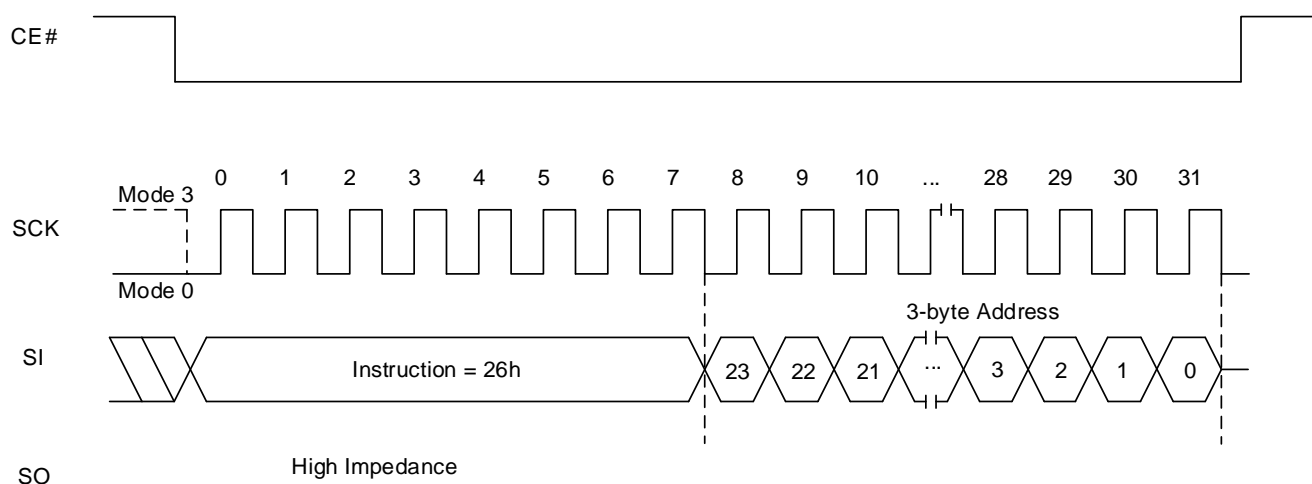 CE#
0 1 2 3 4 5 6 7 8 9 10 ... 28 29 30 31
Mode 3
SCK
Mode 0
3-byte Address
SI
Instruction = 26h 23 22 21 ... 3 2 1 0
High Impedance
SO